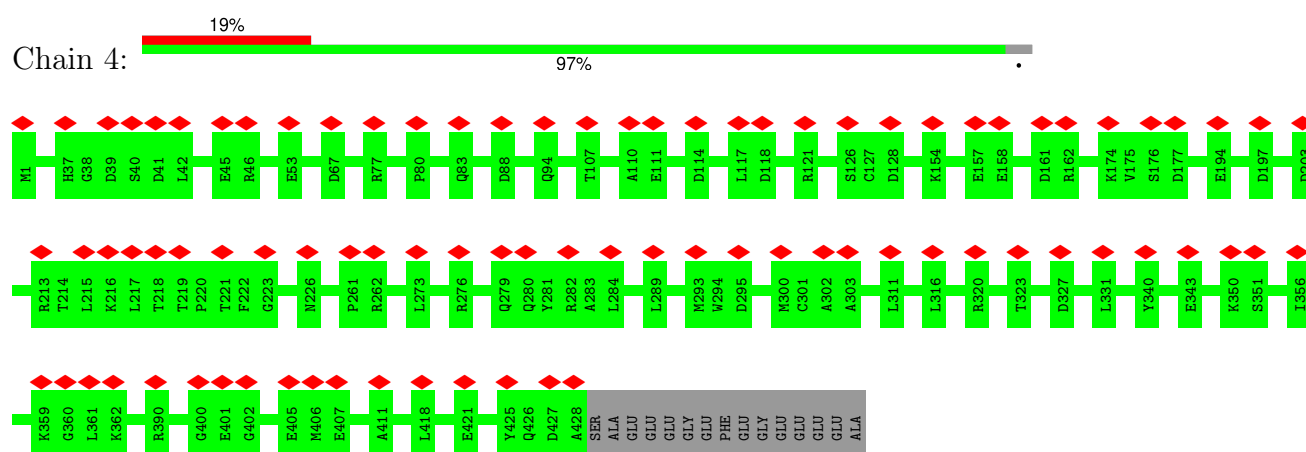 19%
Chain 4:
97%
•
M1 H37 G38 D39 S40 D41 L42 E45 R46 E53 D67 R77 P80 Q83 D88 Q94 T107 A110 E111 D114 L117 D118 R121 S126 C127 D128 K154 E157 E158 D161 R162 K174 V175 S176 D177 E194 D197 D203
R213 T214 L215 K216 L217 T218 T219 P220 T221 F222 G223 N226 P261 R262 L273 R276 Q279 Q280 Y281 R282 A283 L284 L289 M293 W294 D295 M300 C301 A302 A303 L311 L316 R320 T323 D327 L331 Y340 E343 K350 S351 I356
K359 G360 L361 K362 R390 G400 E401 G402 E405 M406 E407 A411 L418 E421 Y425 Q426 D427 A428 SER ALA GLU GLU GLU GLY GLU PHE GLU GLY GLU GLU GLU GLU ALA